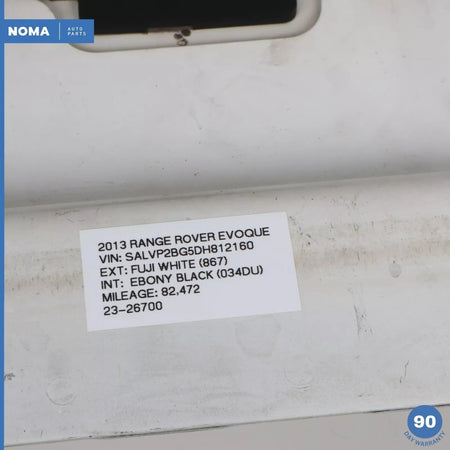 NOMA AUTO
PARTS
2013 RANGE ROVER EVOQUE
VIN: SALVP2BG5DH812160
EXT: FUJI WHITE (867)
INT: EBONY BLACK (034DU)
MILEAGE: 82,472
23-26700
90
DAY WARRANTY